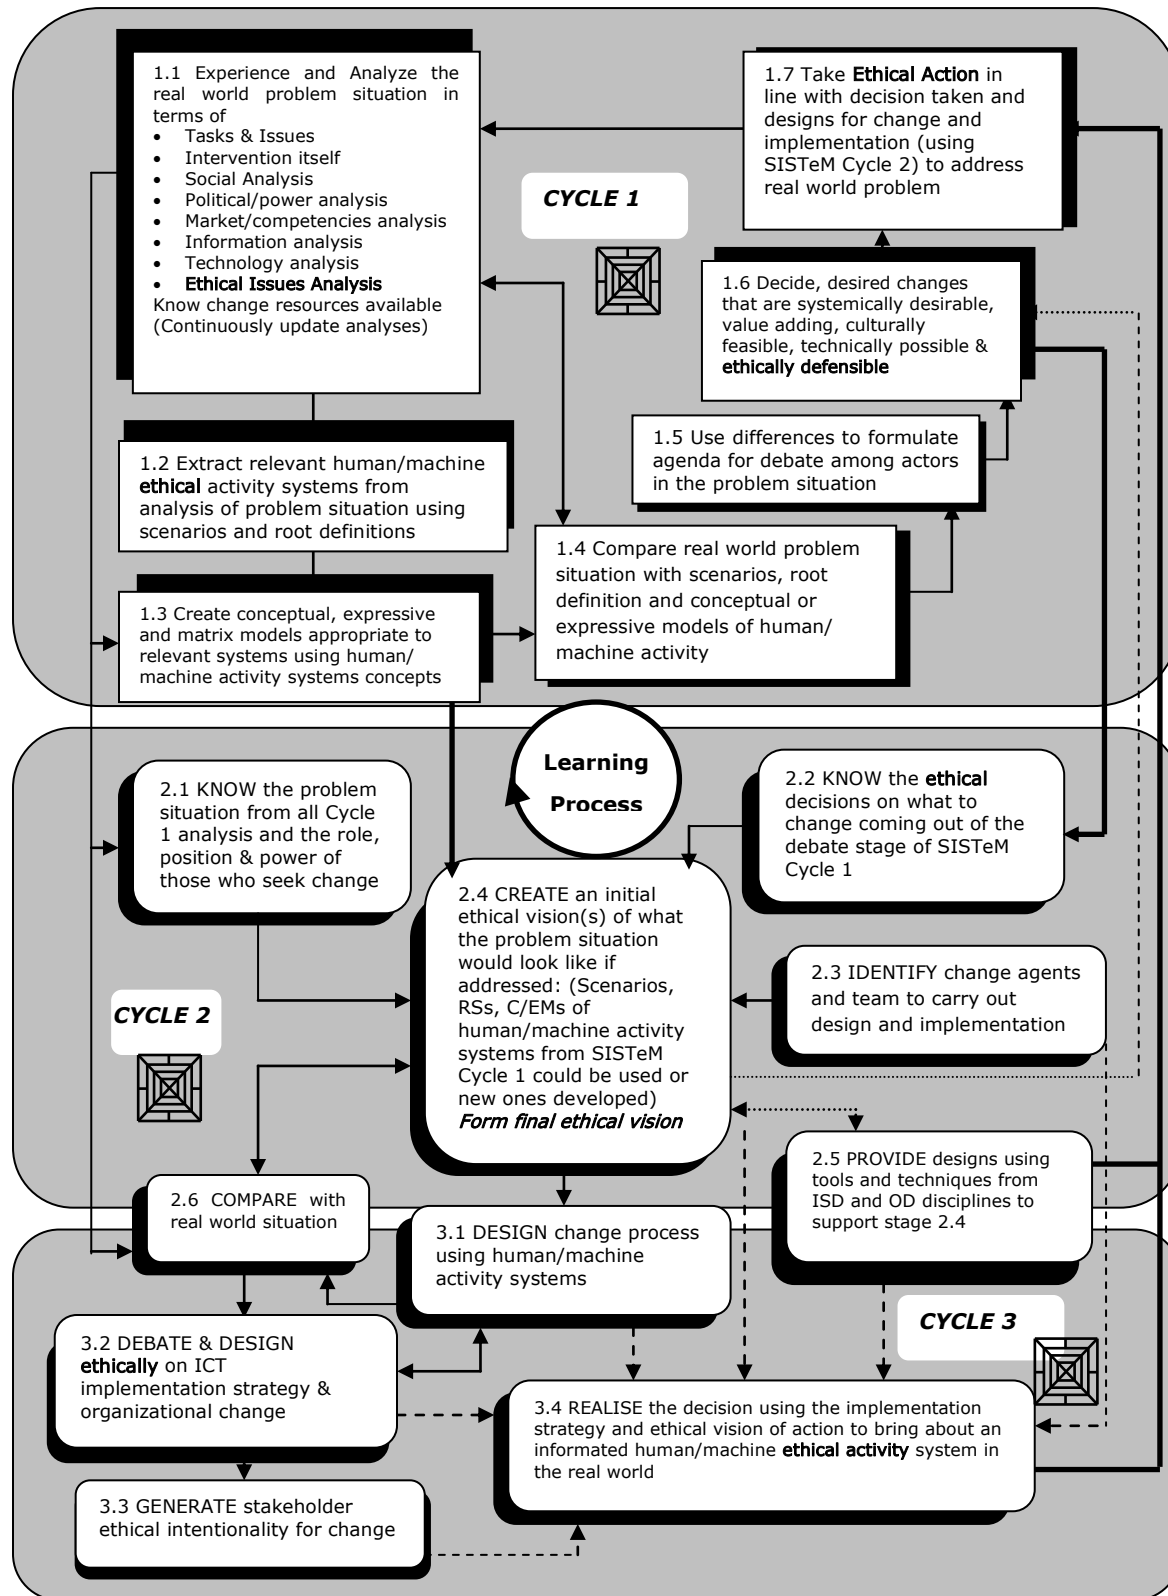 1.1 Experience and Analyze the
real world problem situation in
terms of
• Tasks & Issues
• Intervention itself
• Social Analysis
• Political/power analysis
• Market/competencies analysis
• Information analysis
• Technology analysis
• Ethical Issues Analysis
Know change resources available
(Continuously update analyses)
CYCLE 1
1.7 Take Ethical Action in
line with decision taken and
designs for change and
implementation (using
SISTeM Cycle 2) to address
real world problem
1.6 Decide, desired changes
that are systemically desirable,
value adding, culturally
feasible, technically possible &
ethically defensible
1.5 Use differences to formulate
agenda for debate among actors
in the problem situation
1.2 Extract relevant human/machine
ethical activity systems from
analysis of problem situation using
scenarios and root definitions
1.4 Compare real world problem
situation with scenarios, root
definition and conceptual or
expressive models of human/
machine activity
1.3 Create conceptual, expressive
and matrix models appropriate to
relevant systems using human/
machine activity systems concepts
Learning
Process
2.1 KNOW the problem
situation from all Cycle
1 analysis and the role,
position & power of
those who seek change
2.2 KNOW the ethical
decisions on what to
change coming out of the
debate stage of SISTeM
Cycle 1
2.4 CREATE an initial
ethical vision(s) of what
the problem situation
would look like if
addressed: (Scenarios,
RSs, C/EMs of
human/machine activity
systems from SISTeM
Cycle 1 could be used or
new ones developed)
Form final ethical vision
2.3 IDENTIFY change agents
and team to carry out
design and implementation
CYCLE 2
2.5 PROVIDE designs using
tools and techniques from
ISD and OD disciplines to
support stage 2.4
2.6 COMPARE with
real world situation
3.1 DESIGN change process
using human/machine
activity systems
CYCLE 3
3.2 DEBATE & DESIGN
ethically on ICT
implementation strategy &
organizational change
3.4 REALISE the decision using the implementation
strategy and ethical vision of action to bring about an
informated human/machine ethical activity system in
the real world
3.3 GENERATE stakeholder
ethical intentionality for change